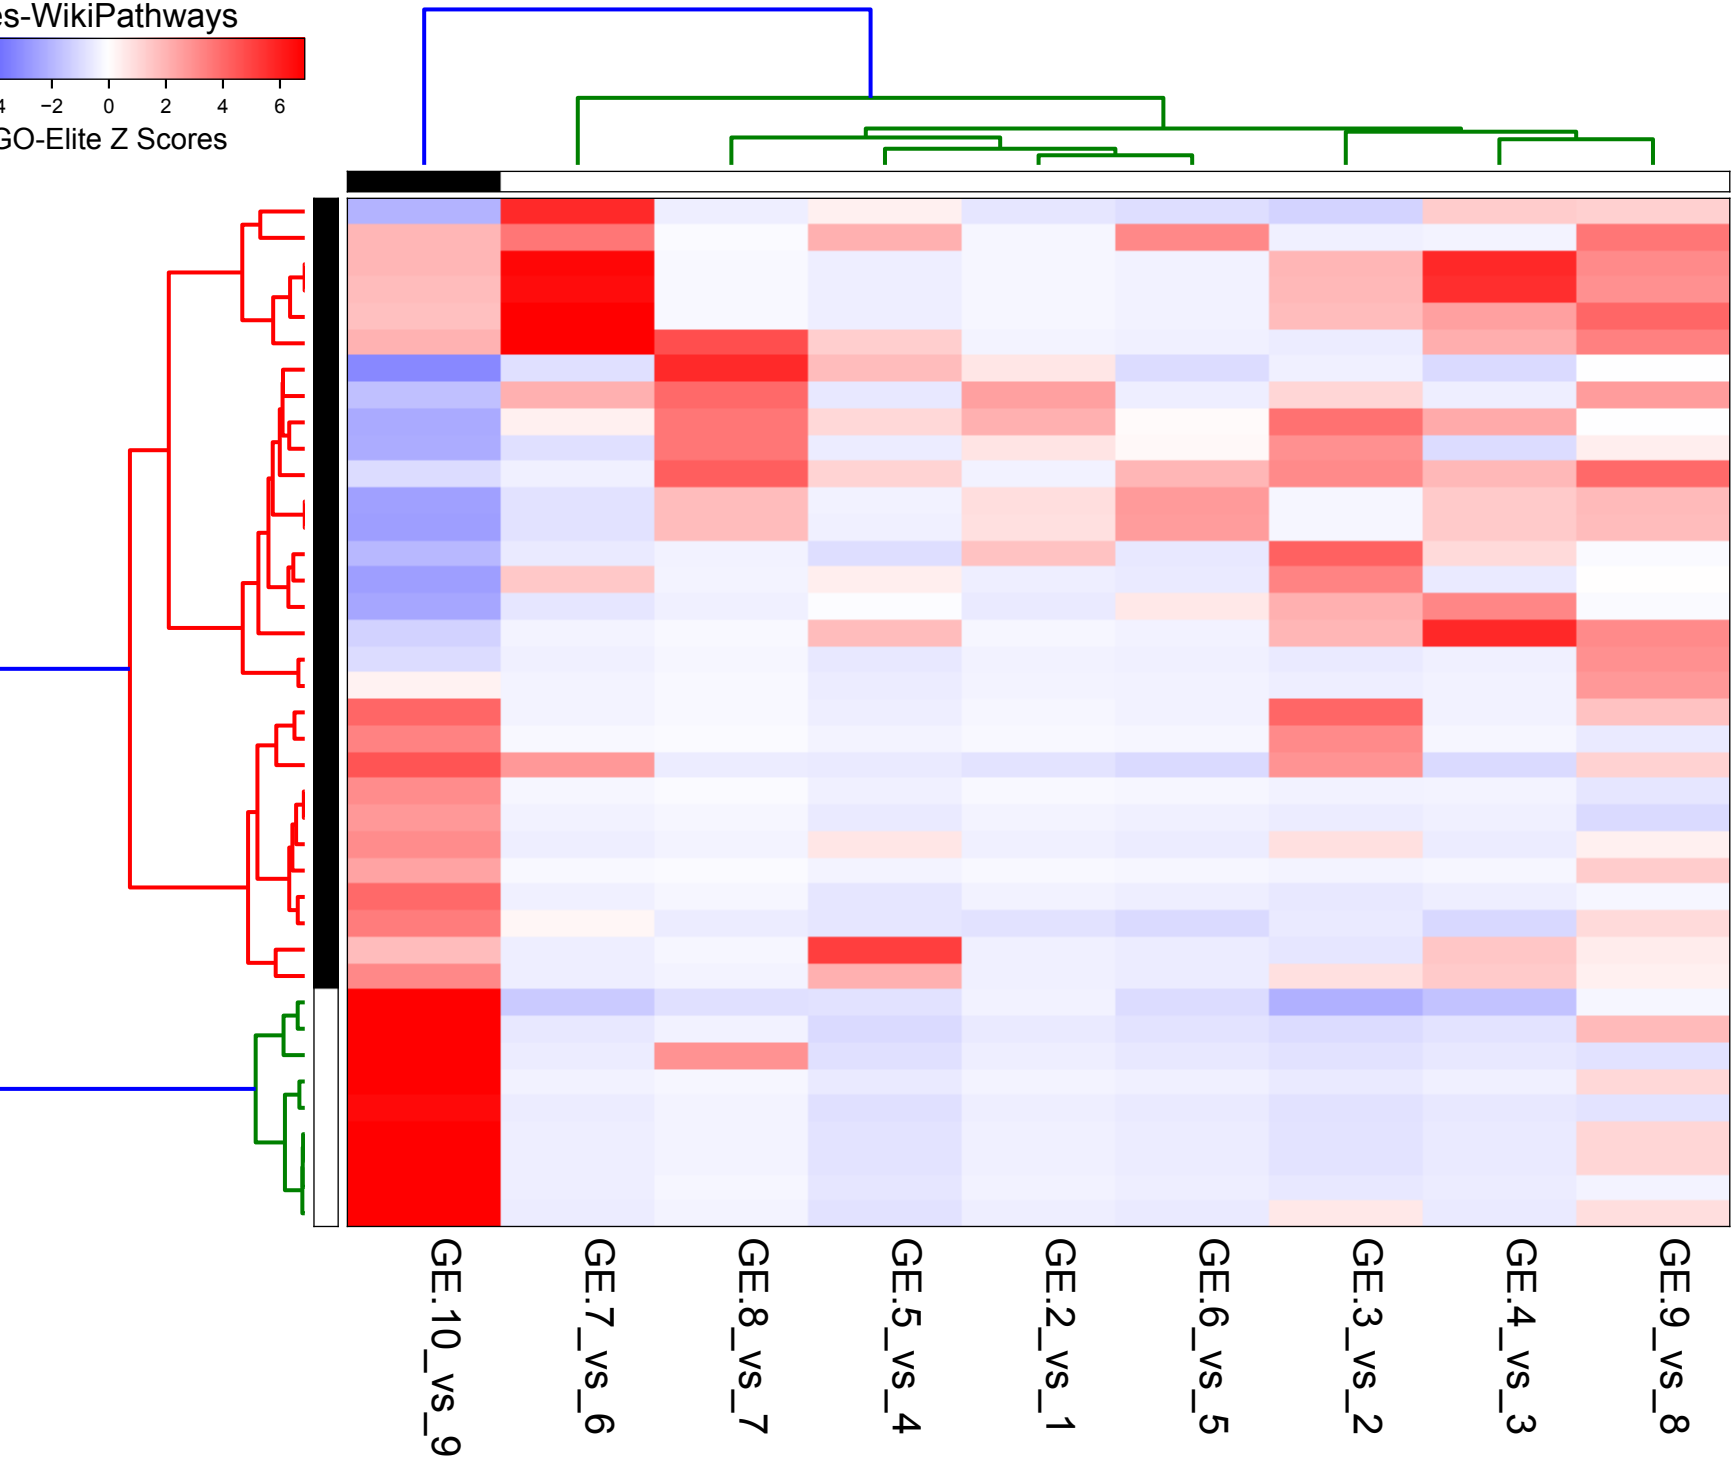 es-WikiPathways
4 −2 0 2 4 6
GO-Elite Z Scores
GE.10_vs_9
GE.7_vs_6
GE.8_vs_7
GE.5_vs_4
GE.2_vs_1
GE.6_vs_5
GE.3_vs_2
GE.4_vs_3
GE.9_vs_8